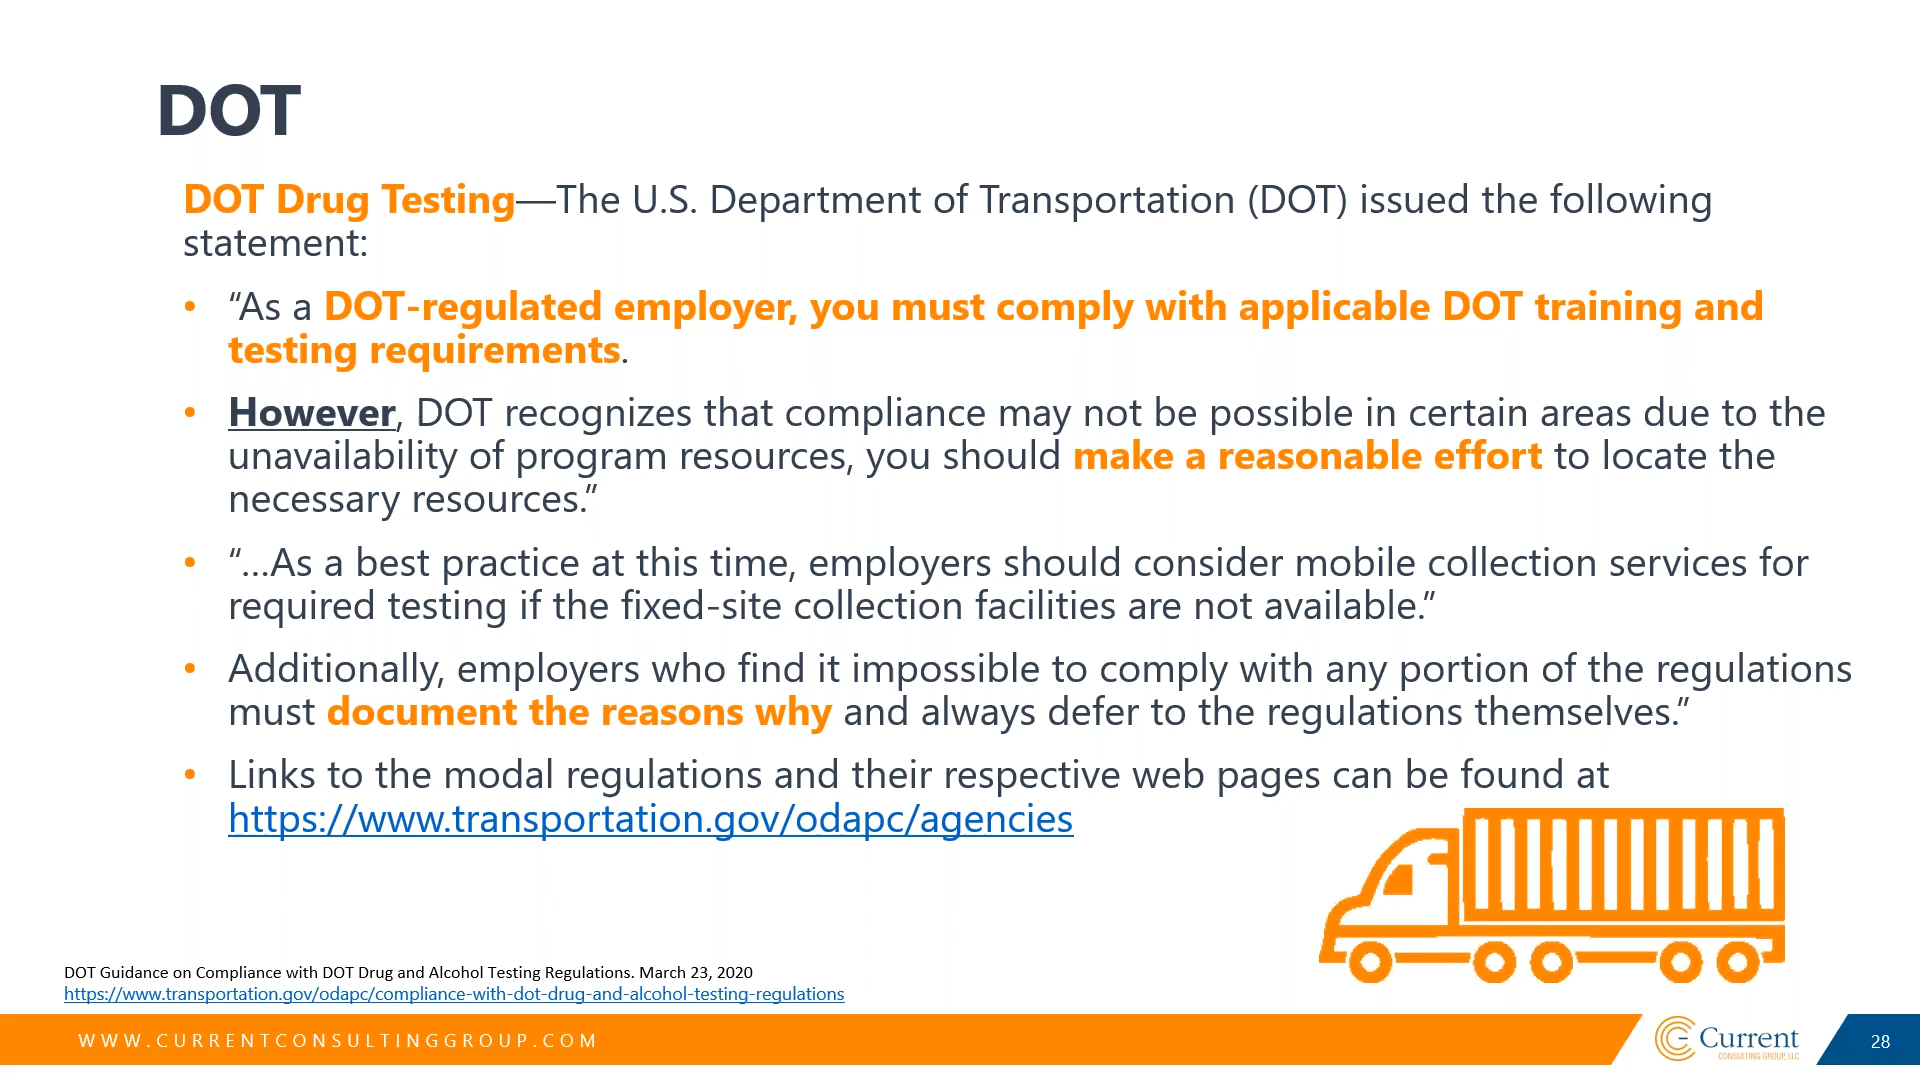 DOT
DOT Drug Testing—The U.S. Department of Transportation (DOT) issued the following
statement:
• “As a DOT-regulated employer, you must comply with applicable DOT training and
testing requirements.
• However, DOT recognizes that compliance may not be possible in certain areas due to the
unavailability of program resources, you should make a reasonable effort to locate the
necessary resources.”
• “…As a best practice at this time, employers should consider mobile collection services for
required testing if the fixed-site collection facilities are not available.”
• Additionally, employers who find it impossible to comply with any portion of the regulations
must document the reasons why and always defer to the regulations themselves.”
• Links to the modal regulations and their respective web pages can be found at
https://www.transportation.gov/odapc/agencies
DOT Guidance on Compliance with DOT Drug and Alcohol Testing Regulations. March 23, 2020
https://www.transportation.gov/odapc/compliance-with-dot-drug-and-alcohol-testing-regulations
WWW.CURRENTCONSULTINGGROUP.COM
Current
CONSULTING GROUP, LLC
28